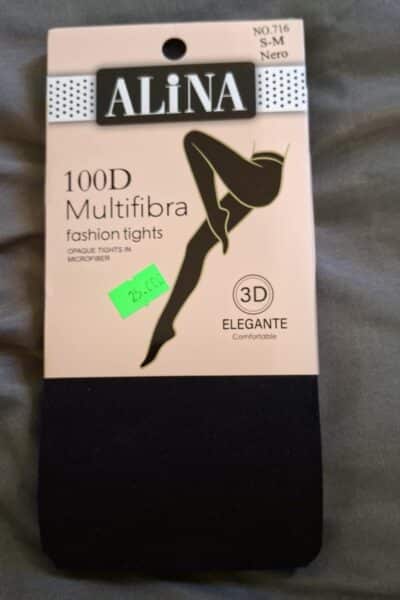 NO.716
S-M
Nero
ALiNA
100D
Multifibra
fashion tights
OPAQUE TIGHTS IN
MICROFIBER
3D
ELEGANTE
Comfortable